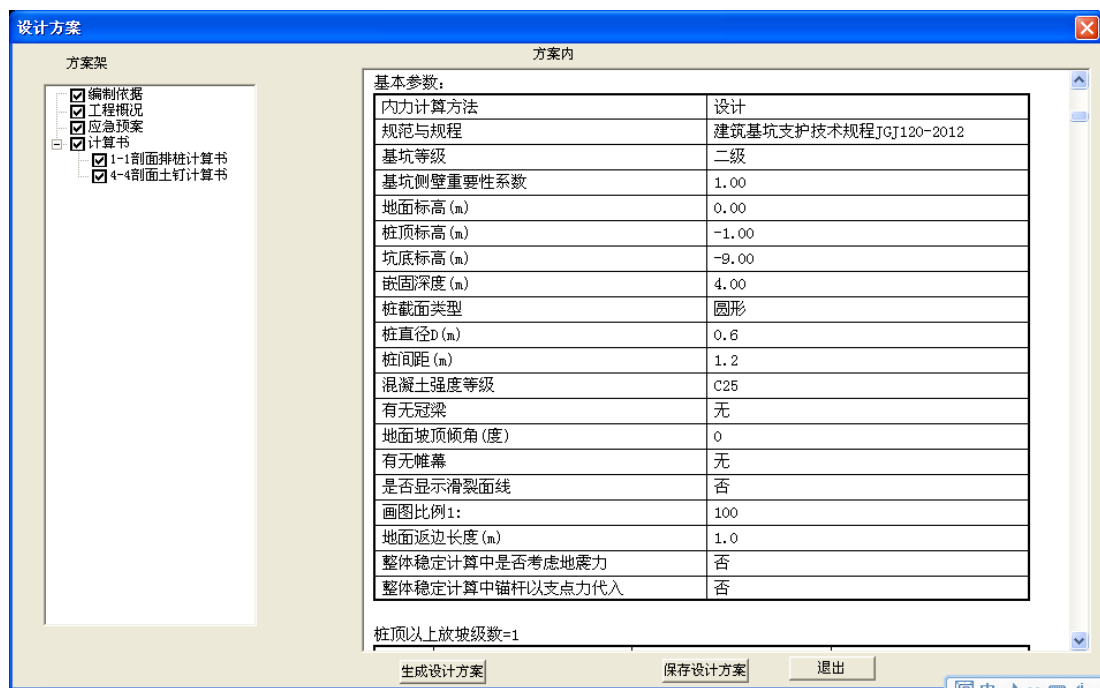 设计方案
方案架
方案内
编制依据
工程概况
应急预案
计算书
1-1剖面排桩计算书
4-4剖面土钉计算书
基本参数:
内力计算方法 设计
规范与规程 建筑基坑支护技术规程JGJ120-2012
基坑等级 二级
基坑侧壁重要性系数 1.00
地面标高(m) 0.00
桩顶标高(m) -1.00
坑底标高(m) -9.00
嵌固深度(m) 4.00
桩截面类型 圆形
桩直径D(m) 0.6
桩间距(m) 1.2
混凝土强度等级 C25
有无冠梁 无
地面坡顶倾角(度) 0
有无帷幕 无
是否显示滑裂面线 否
画图比例1: 100
地面返边长度(m) 1.0
整体稳定计算中是否考虑地震力 否
整体稳定计算中锚杆以支点力代入 否
桩顶以上放坡级数=1
生成设计方案 保存设计方案 退出